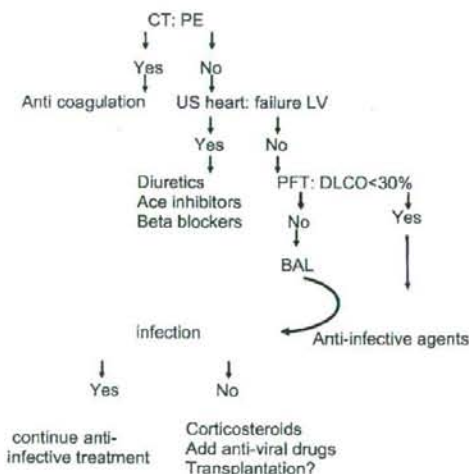 CT: PE
Yes No
Anti coagulation US heart: failure LV
Yes No
Diuretics
Ace inhibitors
Beta blockers
PFT: DLCO<30%
No Yes
BAL
infection Anti-infective agents
Yes No
continue anti-
infective treatment
Corticosteroids
Add anti-viral drugs
Transplantation?